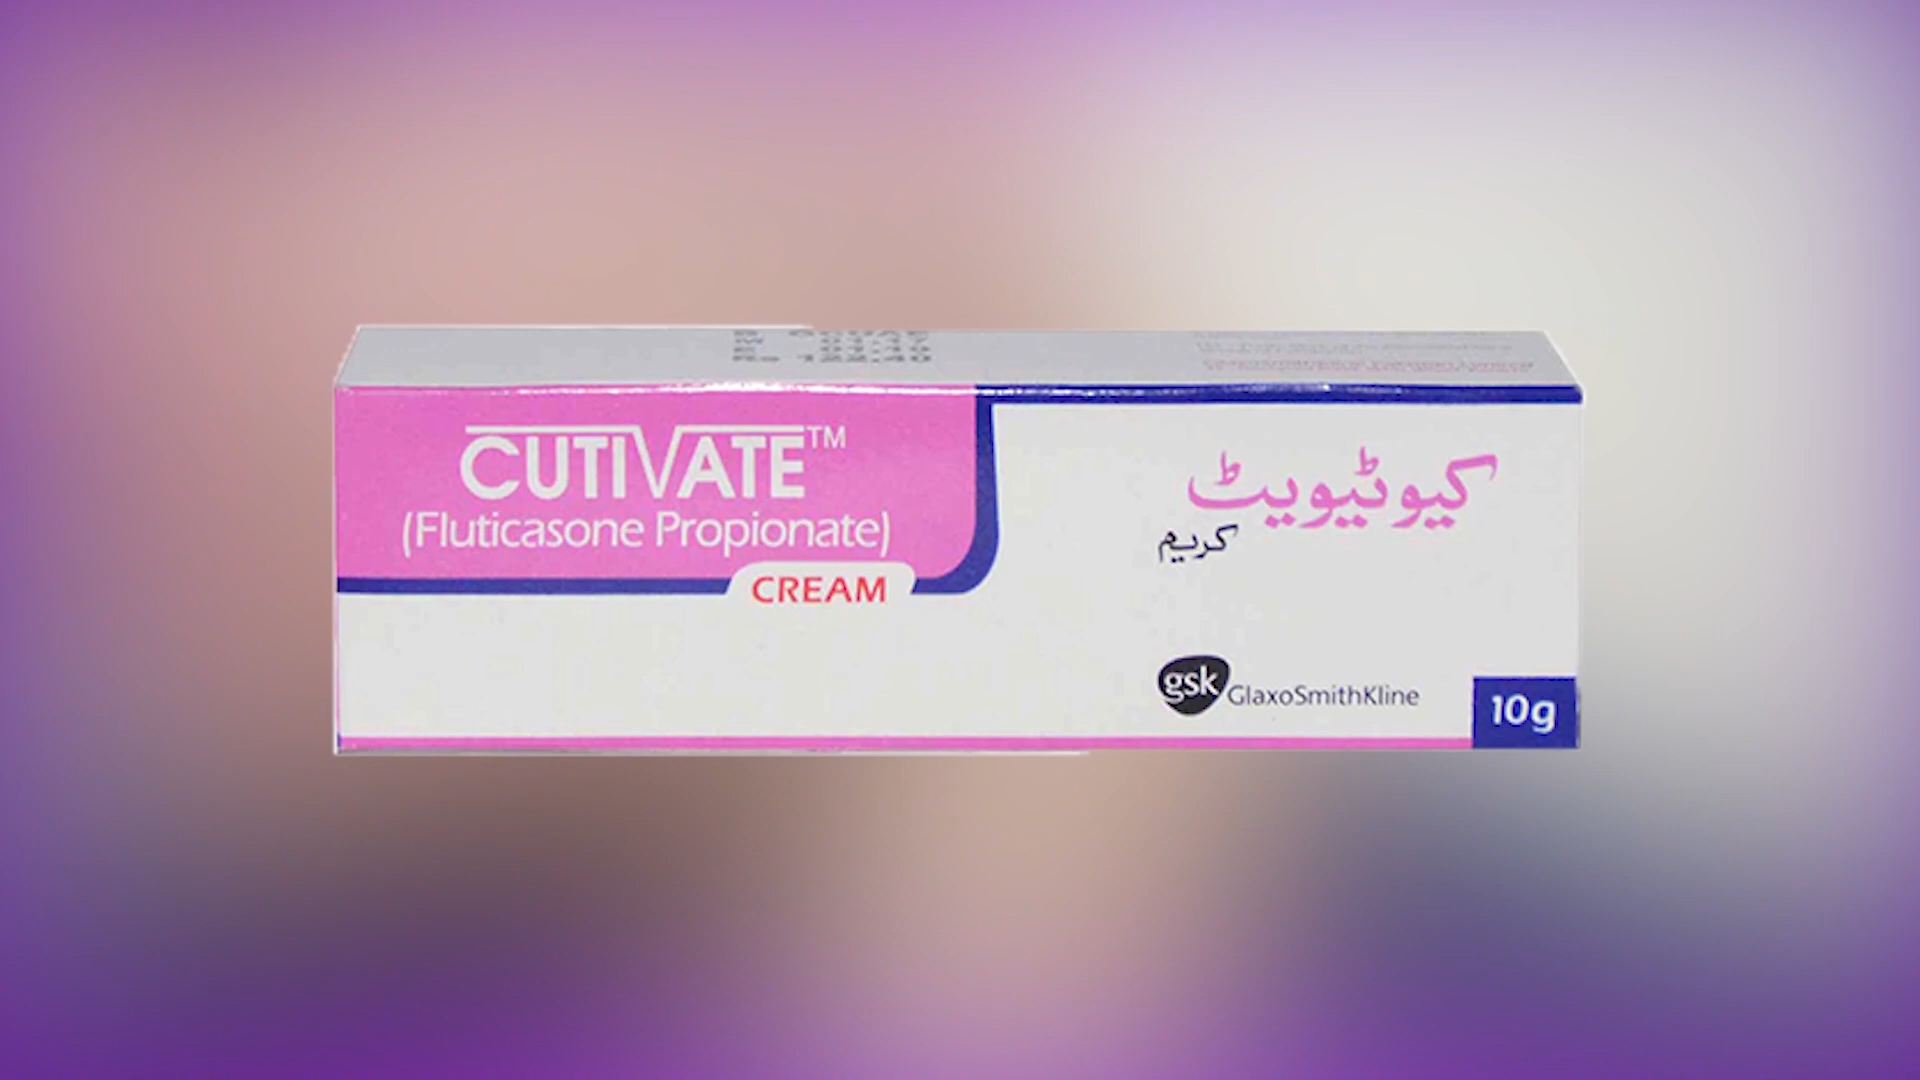 CUTIVATE™
(Fluticasone Propionate)
CREAM
کیوٹیویٹ
کریم
gsk GlaxoSmithKline
10g